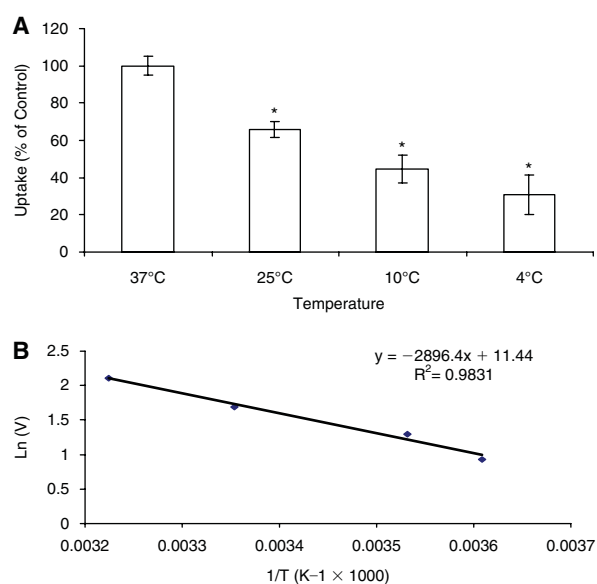 A
120
100
80
60
40
20
0
Uptake (% of Control)
*
*
*
37°C 25°C 10°C 4°C
Temperature
B
2.5
2
1.5
1
0.5
0
Ln (V)
y = −2896.4x + 11.44
R²= 0.9831
0.0032 0.0033 0.0034 0.0035 0.0036 0.0037
1/T (K−1 × 1000)